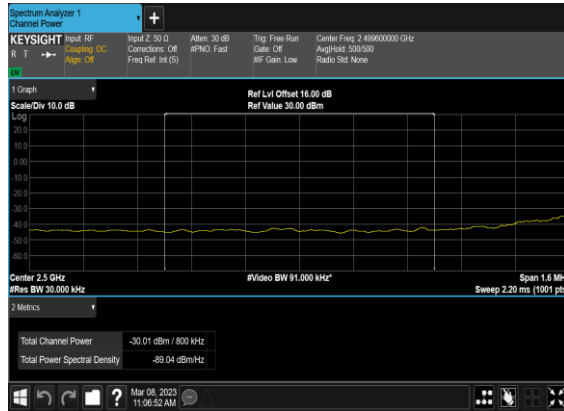 Spectrum Analyzer 1
Channel Power
+
KEYSIGHT
R T
LW
Input: RF
Coupling: DC
Align: Off
Input Z: 50 Ω
Corrections: Off
Freq Ref: Int (S)
Atten: 30 dB
#PNO: Fast
Trig: Free Run
Gate: Off
#IF Gain: Low
Center Freq: 2.499600000 GHz
Avg|Hold: 500/500
Radio Std: None
1 Graph
Scale/Div 10.0 dB
Ref Lvl Offset 16.00 dB
Ref Value 30.00 dBm
Log
20.0
10.0
0.00
-10.0
-20.0
-30.0
-40.0
-50.0
-60.0
Center 2.5 GHz
#Res BW 30.000 kHz
#Video BW 91.000 kHz*
Span 1.6 MH
Sweep 2.20 ms (1001 pts
2 Metrics
Total Channel Power -30.01 dBm / 800 kHz
Total Power Spectral Density -89.04 dBm/Hz
?
Mar 08, 2023
11:06:52 AM